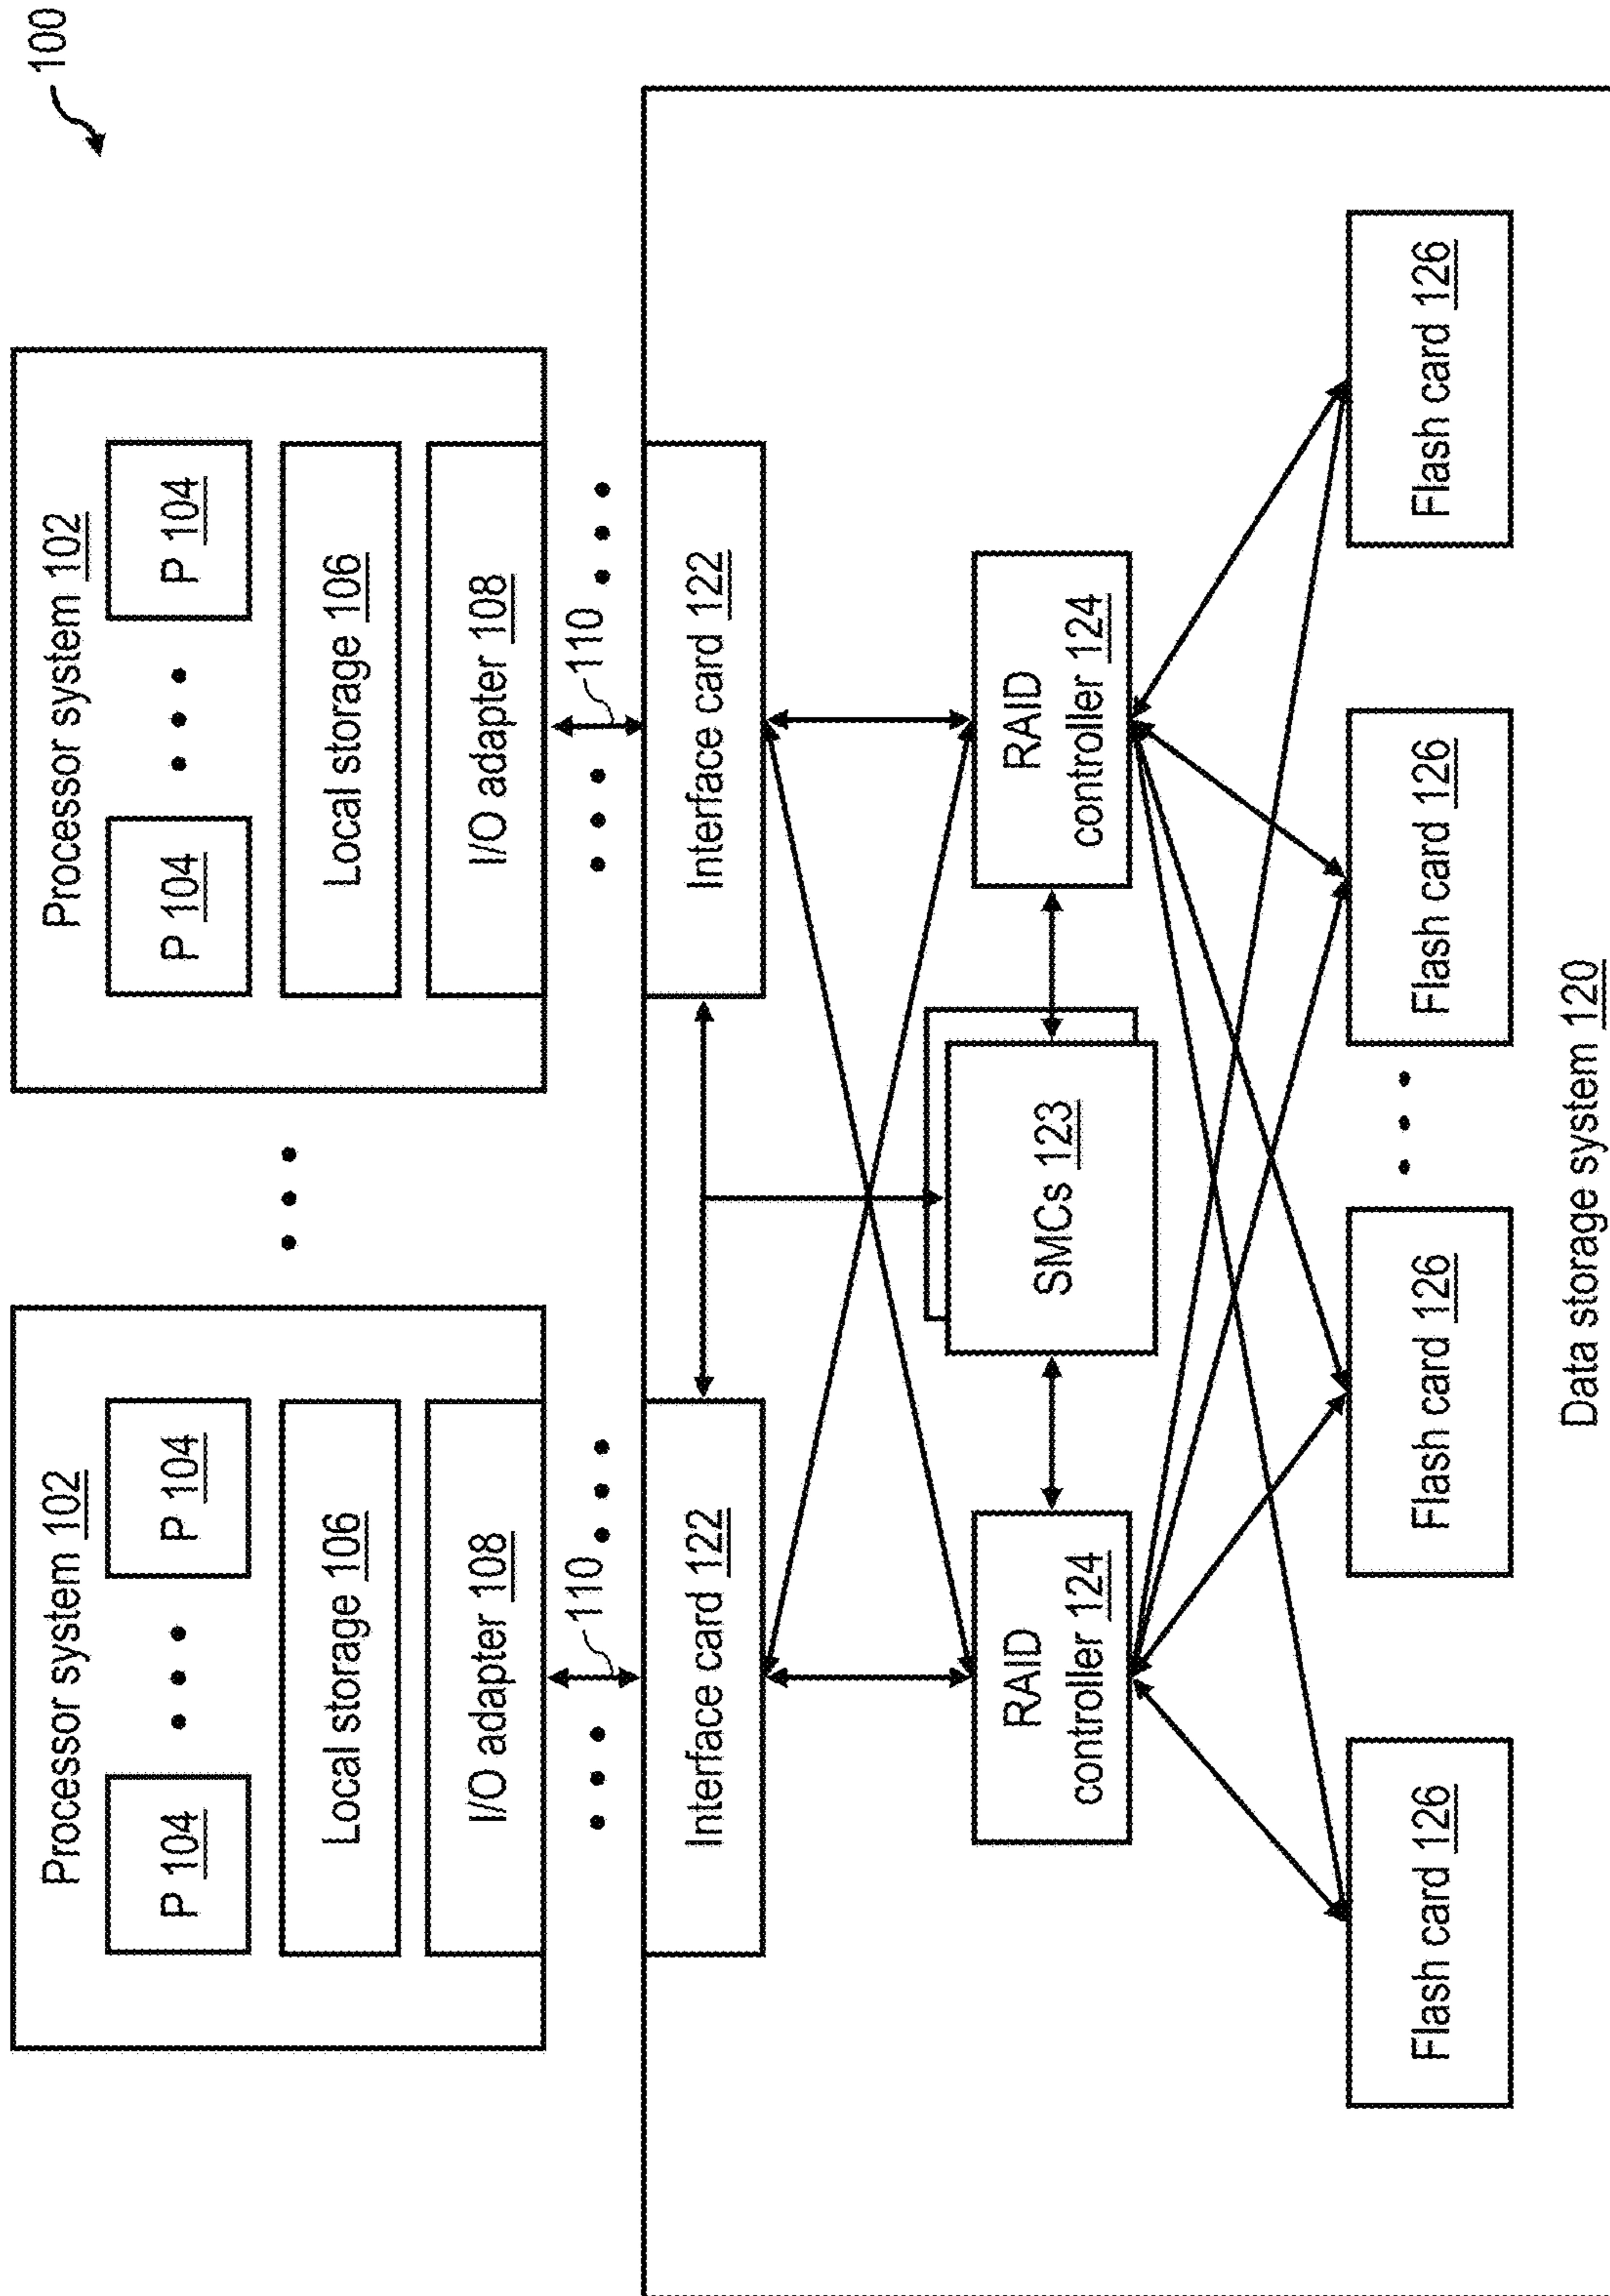 100
Processor system 102
P 104
P 104
Local storage 106
I/O adapter 108
110
Processor system 102
P 104
P 104
Local storage 106
I/O adapter 108
110
Interface card 122
Interface card 122
RAID
controller 124
SMCs 123
RAID
controller 124
Flash card 126
Flash card 126
Flash card 126
Flash card 126
Data storage system 120